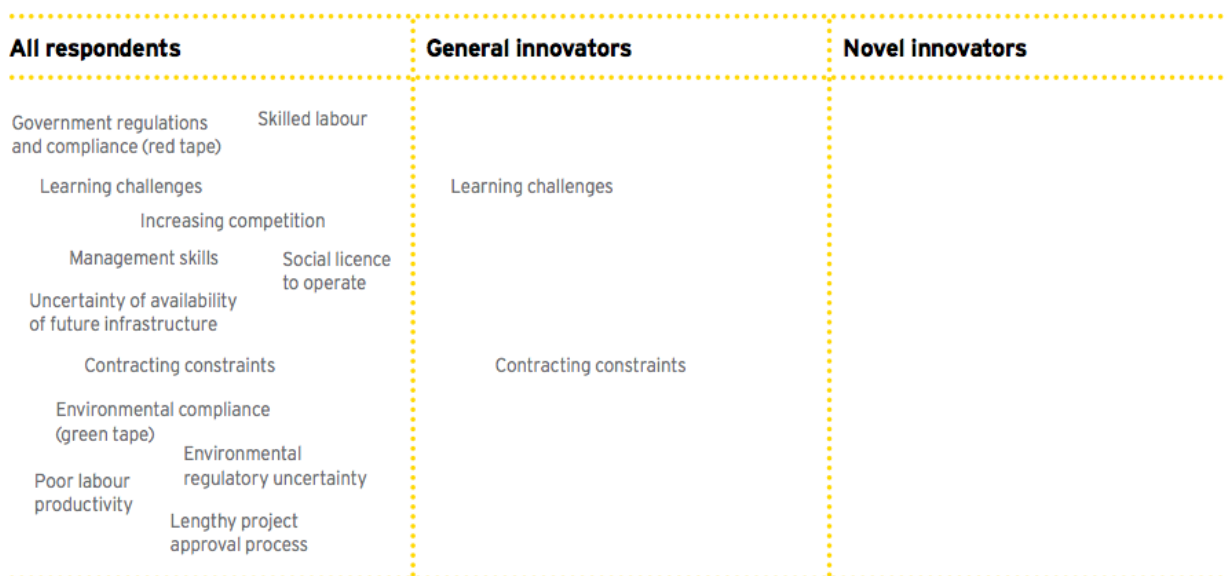 All respondents
General innovators
Novel innovators
Government regulations
and compliance (red tape)
Skilled labour
Learning challenges
Increasing competition
Management skills
Social licence
to operate
Uncertainty of availability
of future infrastructure
Contracting constraints
Environmental compliance
(green tape)
Environmental
regulatory uncertainty
Poor labour
productivity
Lengthy project
approval process
Learning challenges
Contracting constraints